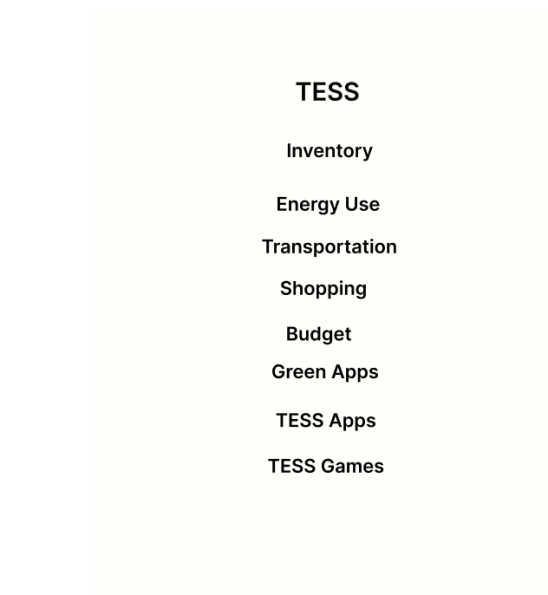 TESS
Inventory
Energy Use
Transportation
Shopping
Budget
Green Apps
TESS Apps
TESS Games